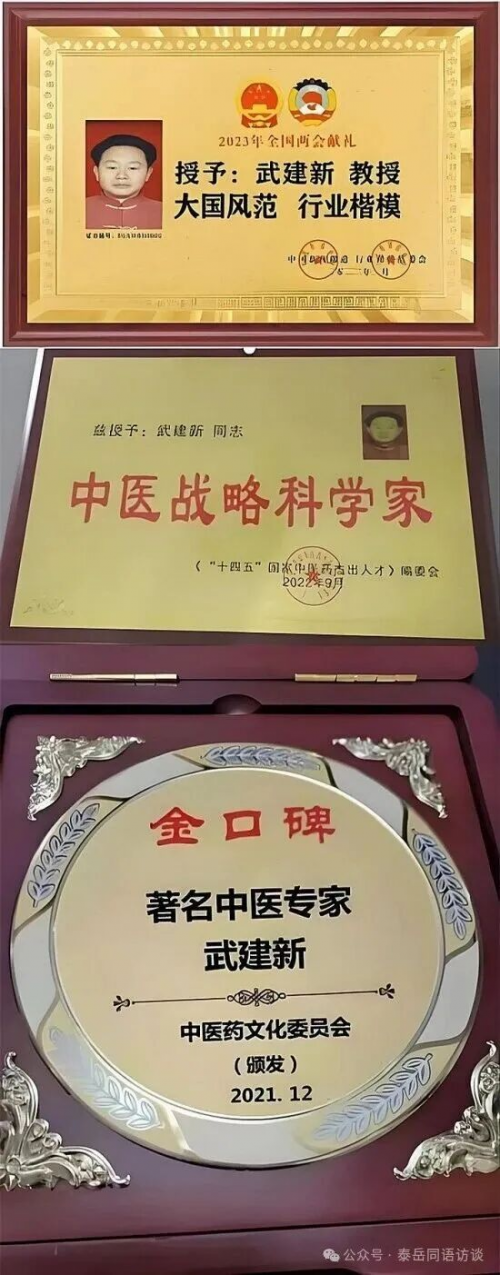 2023年全国两会献礼
授予：武建新 教授
大国风范 行业楷模
兹授予：武建新 同志
中医战略科学家
《“十四五”国家中医药杰出人才》编委会
2022年9月
金口碑
著名中医专家
武建新
中医药文化委员会
（颁发）
2021.12
公众号·泰岳同语访谈